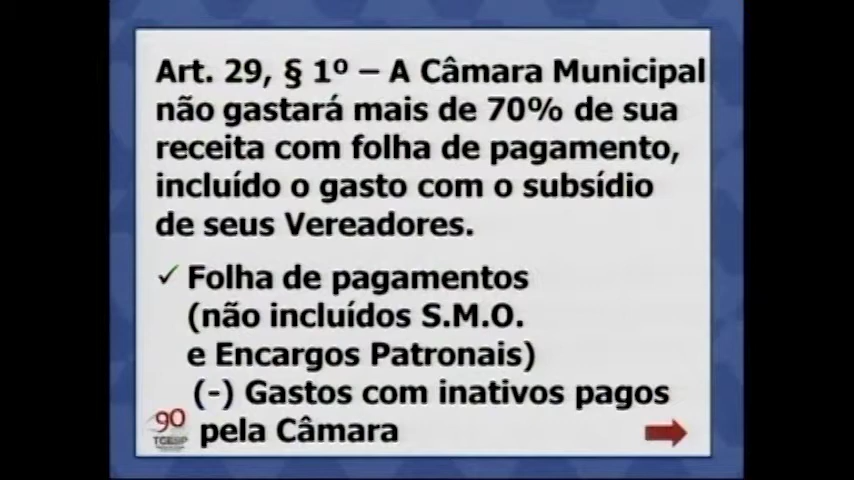 Art. 29, § 1º – A Câmara Municipal
não gastará mais de 70% de sua
receita com folha de pagamento,
incluído o gasto com o subsídio
de seus Vereadores.
✓ Folha de pagamentos
(não incluídos S.M.O.
e Encargos Patronais)
(-) Gastos com inativos pagos
pela Câmara
90
TCESP